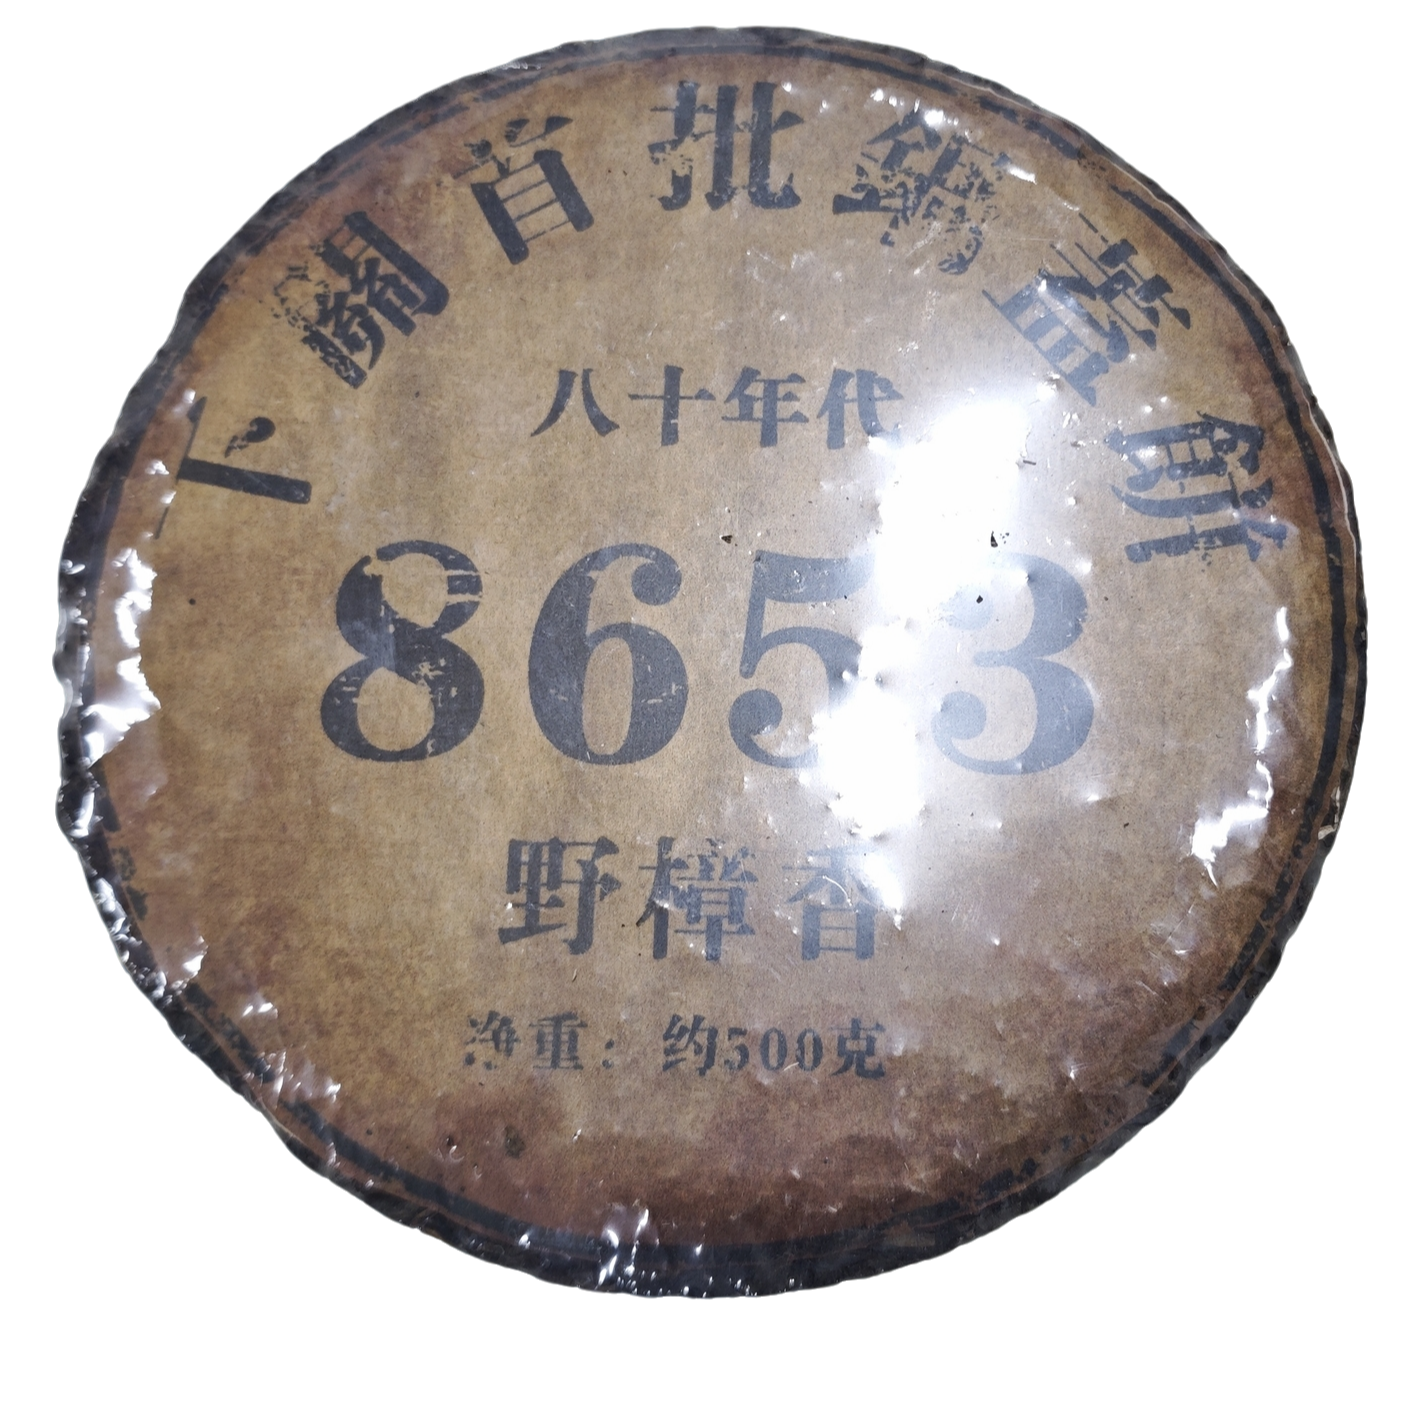 下關首批銷臺餅
八十年代
8653
野樟香
净重：约500克